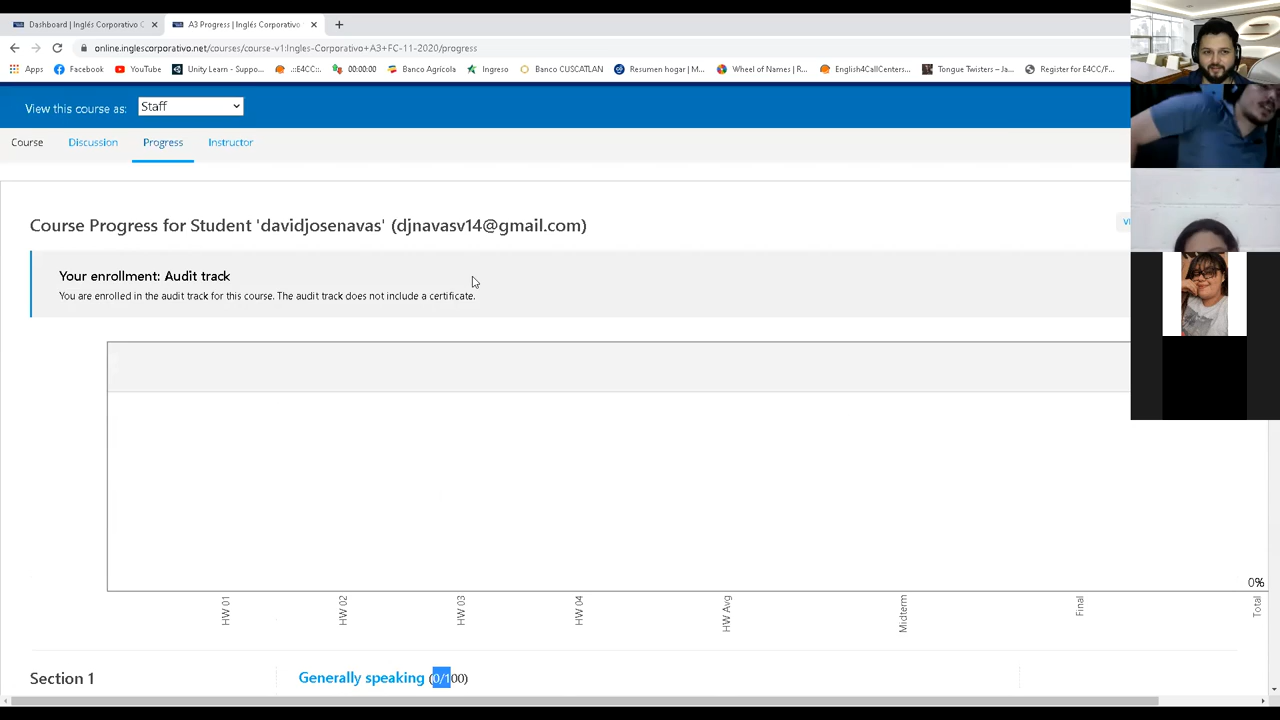 Dashboard | Inglés Corporativo
A3 Progress | Inglés Corporativo
online.inglescorporativo.net/courses/course-v1:Ingles-Corporativo+A3+FC-11-2020/progress
Apps Facebook YouTube Unity Learn - Suppo... .::E4CC::. 00:00:00 Banco Agrícola Ingreso Banco CUSCATLAN Resumen hogar | M... Wheel of Names | R... English4CallCenters... Tongue Twisters – Ja... Register for E4CC/F...
View this course as: Staff
Course Discussion Progress Instructor
Course Progress for Student 'davidjosenavas' (djnavasv14@gmail.com)
Your enrollment: Audit track
You are enrolled in the audit track for this course. The audit track does not include a certificate.
0%
HW 01 HW 02 HW 03 HW 04 HW Avg Midterm Final Total
Section 1 Generally speaking (0/100)